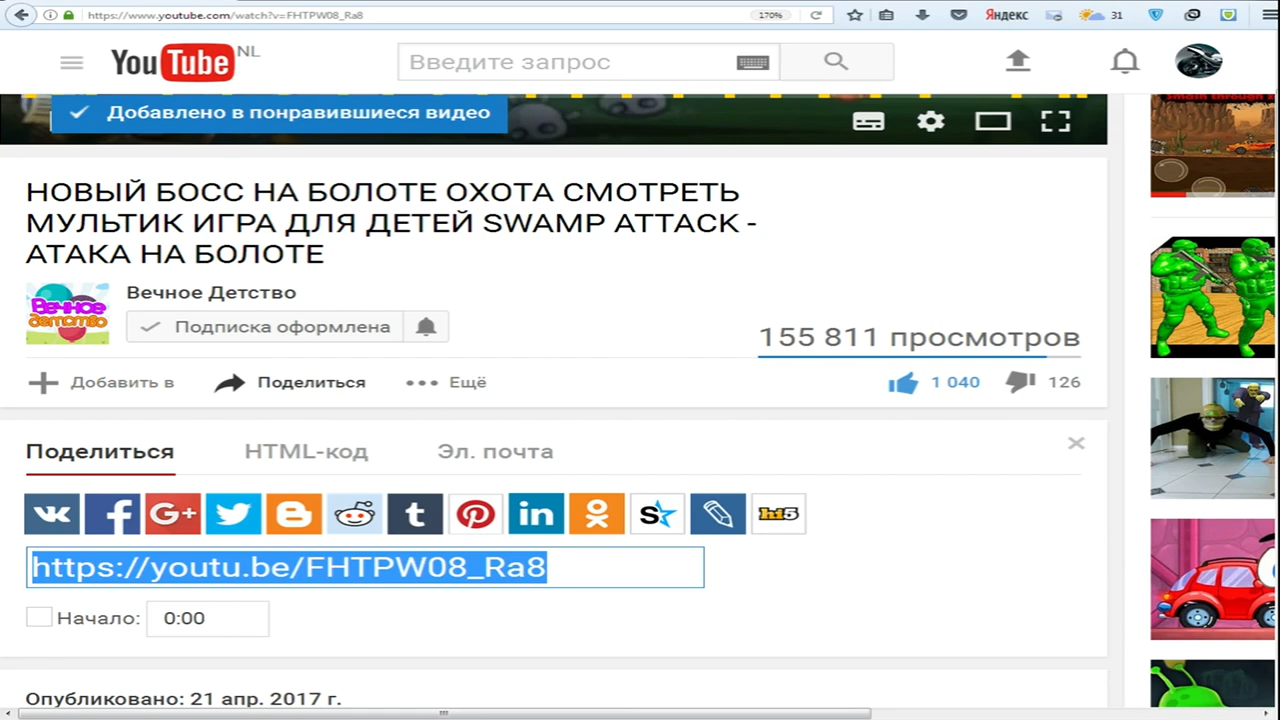 https://www.youtube.com/watch?v=FHTPW08_Ra8
170%
Яндекс
31
YouTube NL
Введите запрос
Добавлено в понравившиеся видео
НОВЫЙ БОСС НА БОЛОТЕ ОХОТА СМОТРЕТЬ
МУЛЬТИК ИГРА ДЛЯ ДЕТЕЙ SWAMP ATTACK -
АТАКА НА БОЛОТЕ
Вечное детство
Вечное Детство
Подписка оформлена
155 811 просмотров
Добавить в
Поделиться
Ещё
1 040
126
Поделиться
HTML-код
Эл. почта
hi5
https://youtu.be/FHTPW08_Ra8
Начало:
0:00
Опубликовано: 21 апр. 2017 г.